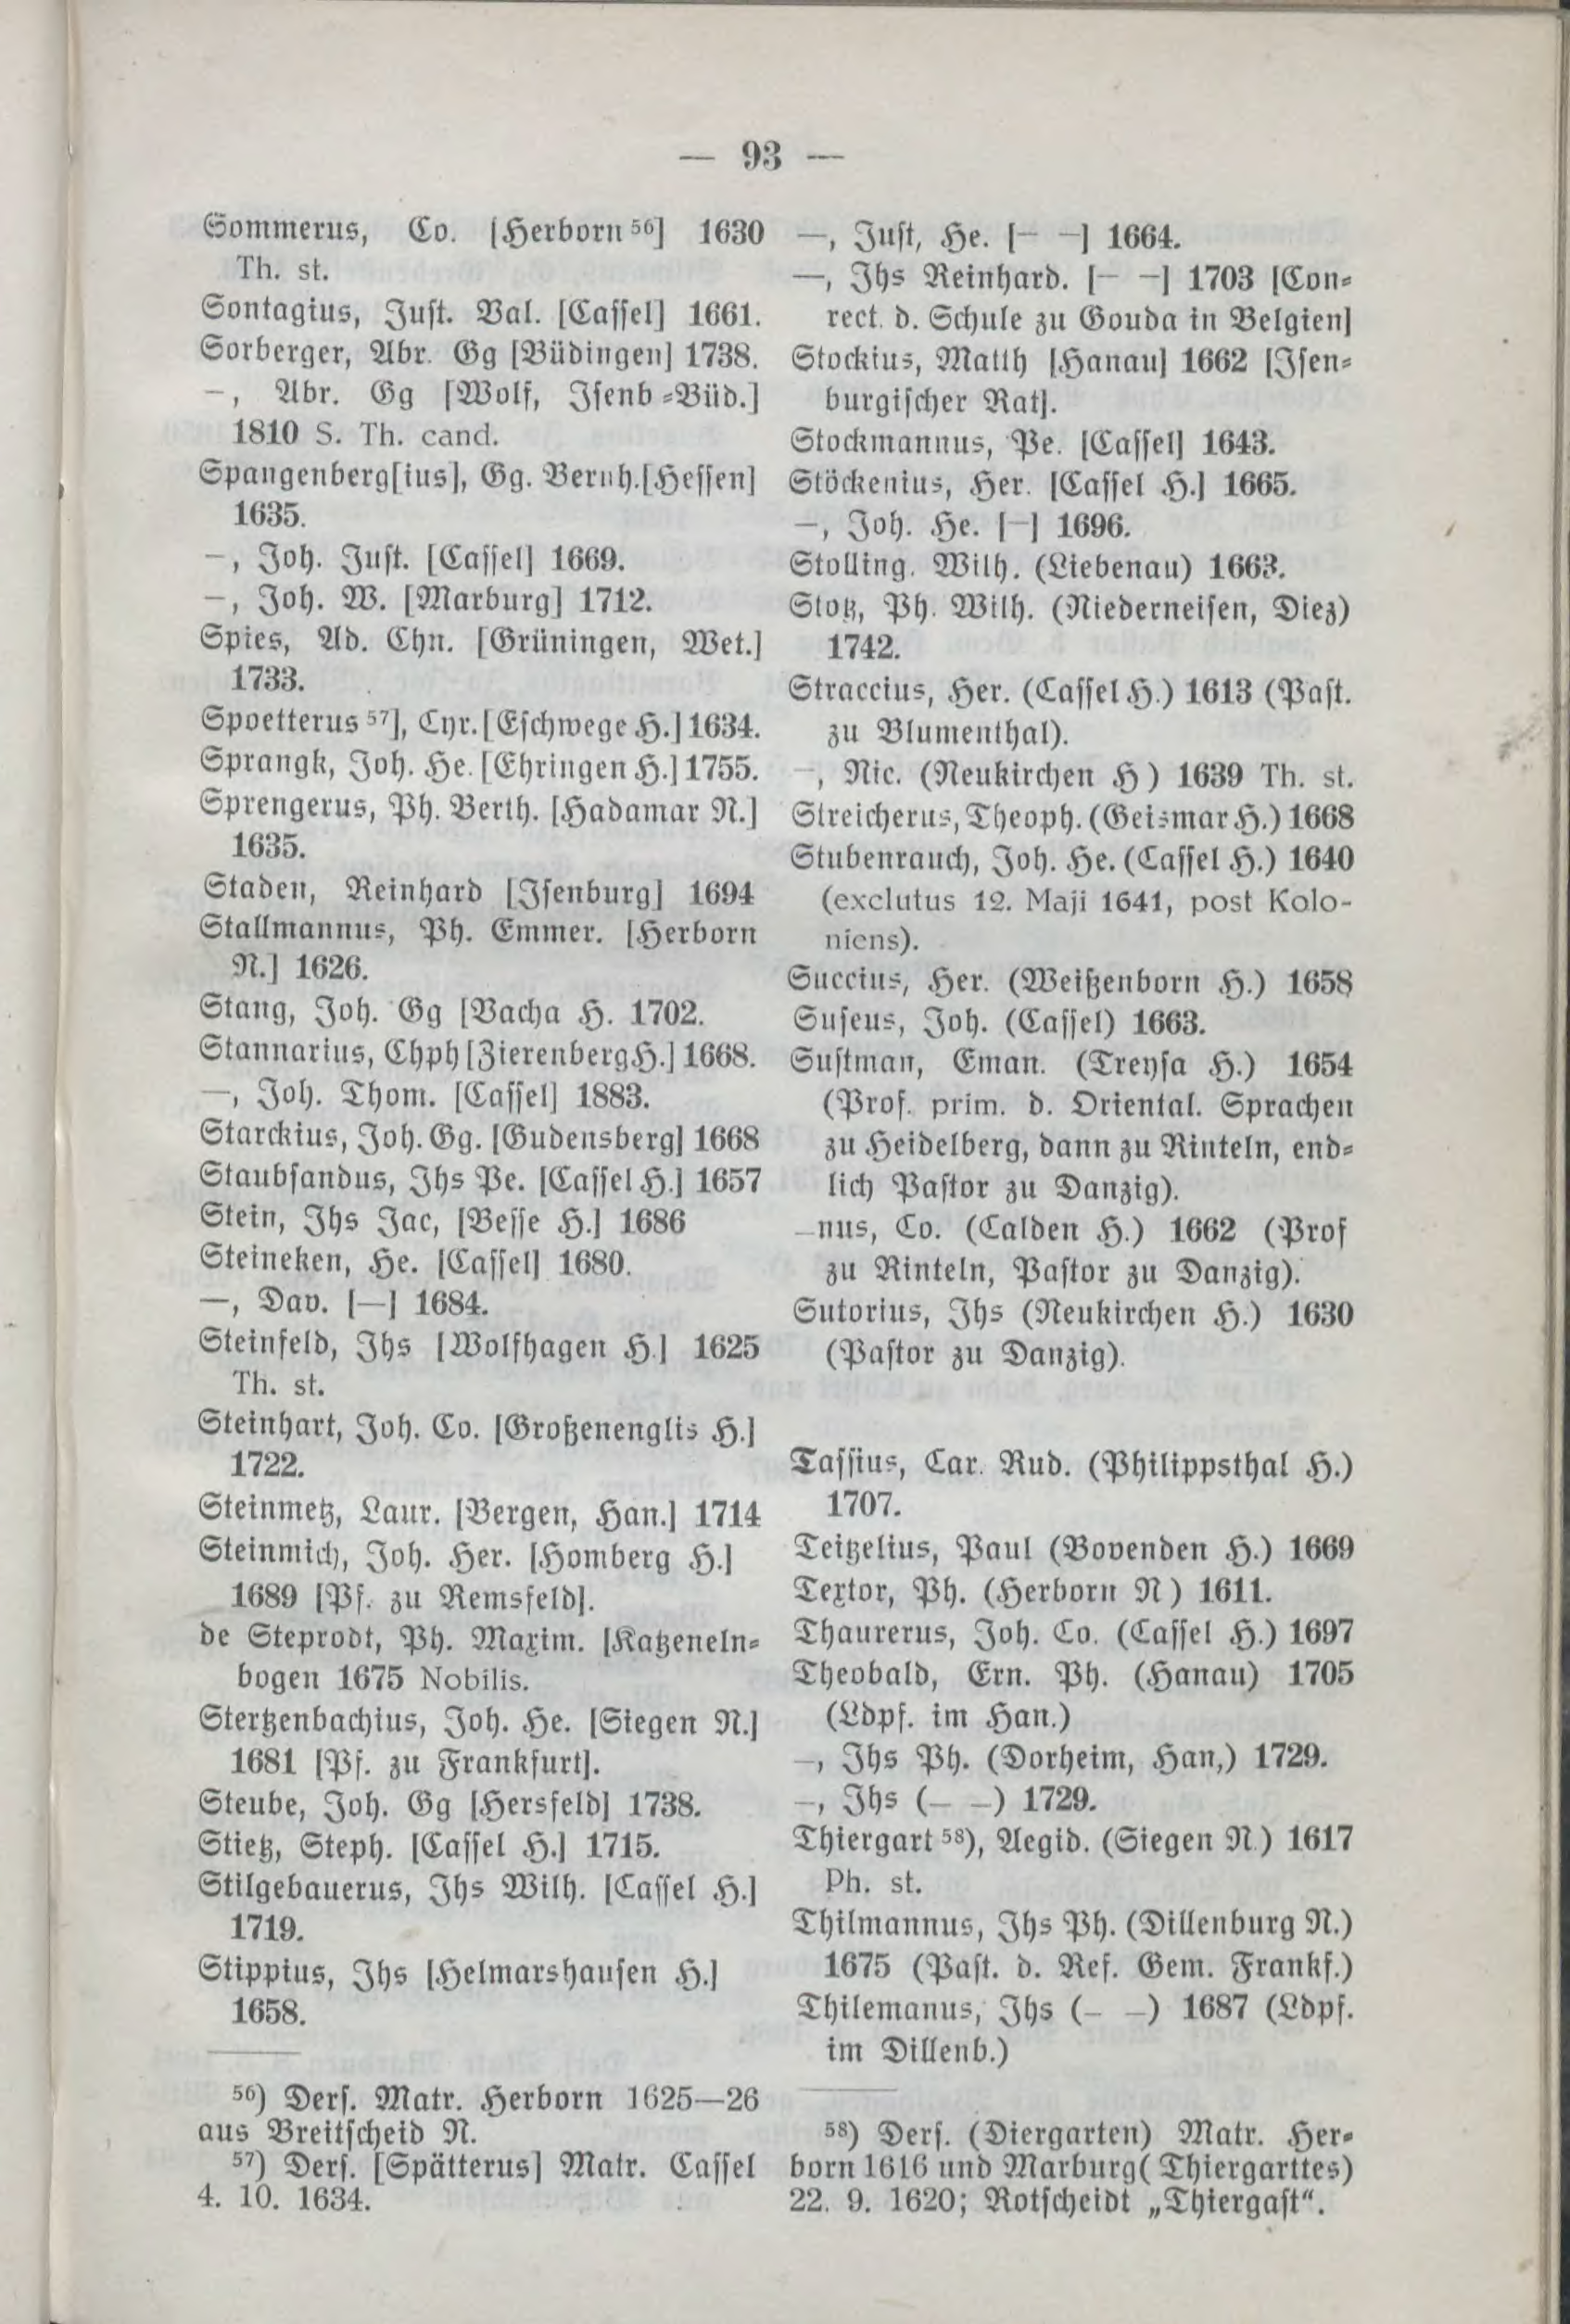 — 93 —
Sommerus, Co. [Herborn 56] 1630
Th. st.
Sontagius, Just. Val. [Cassel] 1661.
Sorberger, Abr. Gg [Büdingen] 1738.
—, Abr. Gg [Wolf, Isenb.=Büd.]
1810 S. Th. cand.
Spangenberg[ius], Gg. Bernh.[Hessen]
1635.
—, Joh. Just. [Cassel] 1669.
—, Joh. W. [Marburg] 1712.
Spies, Ad. Chn. [Grüningen, Wet.]
1733.
Spoetterus 57], Cyr. [Eschwege H.] 1634.
Sprangk, Joh. He. [Ehringen H.] 1755.
Sprengerus, Ph. Berth. [Hadamar N.]
1635.
Staden, Reinhard [Isenburg] 1694
Stallmannus, Ph. Emmer. [Herborn
N.] 1626.
Stang, Joh. Gg [Vacha H. 1702.
Stannarius, Chph [Zierenberg H.] 1668.
—, Joh. Thom. [Cassel] 1883.
Starckius, Joh. Gg. [Gudensberg] 1668
Staubsandus, Jhs Pe. [Cassel H.] 1657
Stein, Jhs Jac, [Besse H.] 1686
Steineken, He. [Cassel] 1680.
—, Dav. [—] 1684.
Steinfeld, Jhs [Wolfhagen H.] 1625
Th. st.
Steinhart, Joh. Co. [Großenenglis H.]
1722.
Steinmetz, Laur. [Bergen, Han.] 1714
Steinmich, Joh. Her. [Homberg H.]
1689 [Pf. zu Remsfeld].
de Steprodt, Ph. Maxim. [Katzeneln=
bogen 1675 Nobilis.
Stertzenbachius, Joh. He. [Siegen N.]
1681 [Pf. zu Frankfurt].
Steube, Joh. Gg [Hersfeld] 1738.
Stietz, Steph. [Cassel H.] 1715.
Stilgebauerus, Jhs Wilh. [Cassel H.]
1719.
Stippius, Jhs [Helmarshausen H.]
1658.
56) Ders. Matr. Herborn 1625—26
aus Breitscheid N.
57) Ders. [Spätterus] Matr. Cassel
4. 10. 1634.
—, Just, He. [— —] 1664.
—, Jhs Reinhard. [— —] 1703 [Con=
rect. d. Schule zu Gouda in Belgien]
Stockius, Matth [Hanau] 1662 [Isen=
burgischer Rat].
Stockmannus, Pe. [Cassel] 1643.
Stöckenius, Her. [Cassel H.] 1665.
—, Joh. He. [—] 1696.
Stolling. Wilh. (Liebenau) 1663.
Stotz, Ph. Wilh. (Niederneisen, Diez)
1742.
Straccius, Her. (Cassel H.) 1613 (Past.
zu Blumenthal).
—, Nic. (Neukirchen H) 1639 Th. st.
Streicherus, Theoph. (Geismar H.) 1668
Stubenrauch, Joh. He. (Cassel H.) 1640
(exclutus 12. Maji 1641, post Kolo-
niens).
Succius, Her. (Weißenborn H.) 1658
Suseus, Joh. (Cassel) 1663.
Sustman, Eman. (Treysa H.) 1654
(Prof. prim. d. Oriental. Sprachen
zu Heidelberg, dann zu Rinteln, end=
lich Pastor zu Danzig).
—nus, Co. (Calden H.) 1662 (Prof
zu Rinteln, Pastor zu Danzig).
Sutorius, Jhs (Neukirchen H.) 1630
(Pastor zu Danzig).
Tassius, Car. Rud. (Philippsthal H.)
1707.
Teitzelius, Paul (Bovenden H.) 1669
Textor, Ph. (Herborn N) 1611.
Thaurerus, Joh. Co. (Cassel H.) 1697
Theobald, Ern. Ph. (Hanau) 1705
(Ldpf. im Han.)
—, Jhs Ph. (Dorheim, Han,) 1729.
—, Jhs (— —) 1729.
Thiergart 58), Aegid. (Siegen N.) 1617
Ph. st.
Thilmannus, Jhs Ph. (Dillenburg N.)
1675 (Past. d. Ref. Gem. Frankf.)
Thilemanus, Jhs (— —) 1687 (Ldpf.
im Dillenb.)
58) Ders. (Diergarten) Matr. Her=
born 1616 und Marburg( Thiergarttes)
22. 9. 1620; Rotscheidt „Thiergast“.